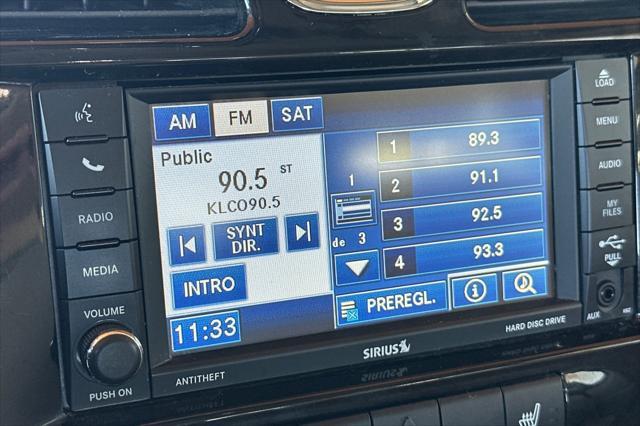 LOAD
MENU
AUDIO
MY
FILES
PULL
AUX
RADIO
MEDIA
VOLUME
PUSH ON
AM
FM
SAT
Public
90.5 ST
KLCO90.5
SYNT
DIR.
INTRO
11:33
1
de 3
1 89.3
2 91.1
3 92.5
4 93.3
PREREGL.
i
ANTITHEFT
SIRIUS
HARD DISC DRIVE